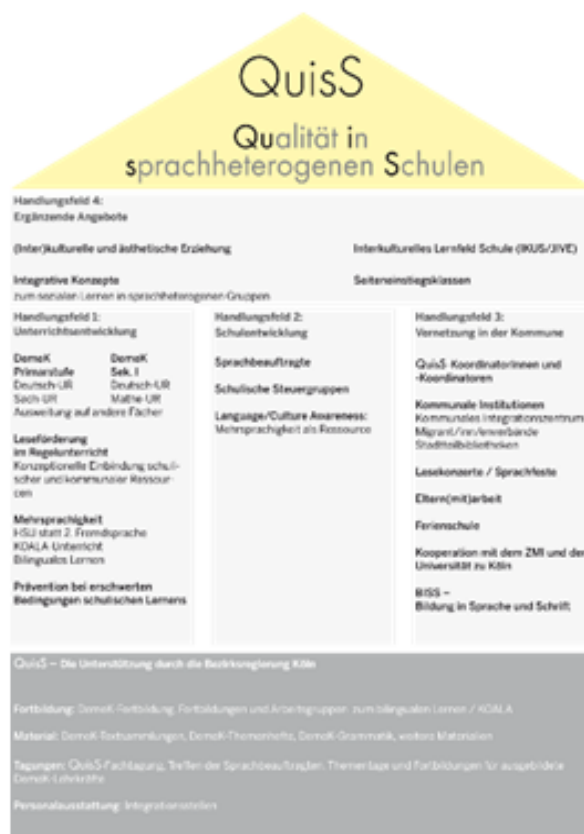 QuisS
Qualität in
sprachheterogenen Schulen
Handlungsfeld 4:
Ergänzende Angebote
(Inter)kulturelle und ästhetische Erziehung
Interkulturelles Lernfeld Schule (IKUS/JIVE)
Integrative Konzepte
zum sozialen Lernen in sprachheterogenen Gruppen
Seiteneinstiegsklassen
Handlungsfeld 1:
Unterrichtsentwicklung
DemeK
Primarstufe
Deutsch-UR
Sach-UR
DemeK
Sek. I
Deutsch-UR
Mathe-UR
Ausweitung auf andere Fächer
Leseförderung
im Regelunterricht
Konzeptionelle Einbindung schuli-
scher und kommunaler Ressour-
cen
Mehrsprachigkeit
HSU statt 2. Fremdsprache
KOALA-Unterricht
Bilinguales Lernen
Prävention bei erschwerten
Bedingungen schulischen Lernens
Handlungsfeld 2:
Schulentwicklung
Sprachbeauftragte
Schulische Steuergruppen
Language/Culture Awareness:
Mehrsprachigkeit als Ressource
Handlungsfeld 3:
Vernetzung in der Kommune
QuisS-Koordinatorinnen und
-Koordinatoren
Kommunale Institutionen
Kommunales Integrationszentrum
Migrant/inn/enverbände
Stadtteilbibliotheken
Lesekonzerte / Sprachfeste
Eltern(mit)arbeit
Ferienschule
Kooperation mit dem ZMI und der
Universität zu Köln
BISS –
Bildung in Sprache und Schrift
QuisS – Die Unterstützung durch die Bezirksregierung Köln
Fortbildung: DemeK-Fortbildung, Fortbildungen und Arbeitsgruppen zum bilingualen Lernen / KOALA
Material: DemeK-Textsammlungen, DemeK-Themenhefte, DemeK-Grammatik, weitere Materialien
Tagungen: QuisS-Fachtagung, Treffen der Sprachbeauftragten, Thementage und Fortbildungen für ausgebildete
DemeK-Lehrkräfte
Personalausstattung: Integrationsstellen